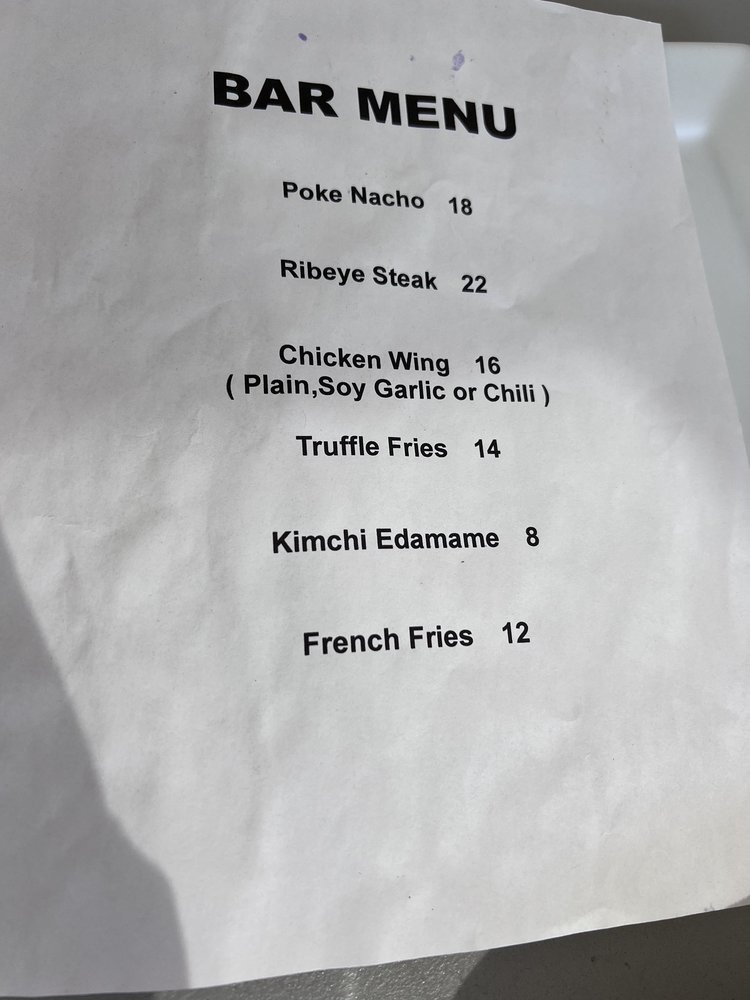 BAR MENU
Poke Nacho 18
Ribeye Steak 22
Chicken Wing 16
( Plain,Soy Garlic or Chili )
Truffle Fries 14
Kimchi Edamame 8
French Fries 12